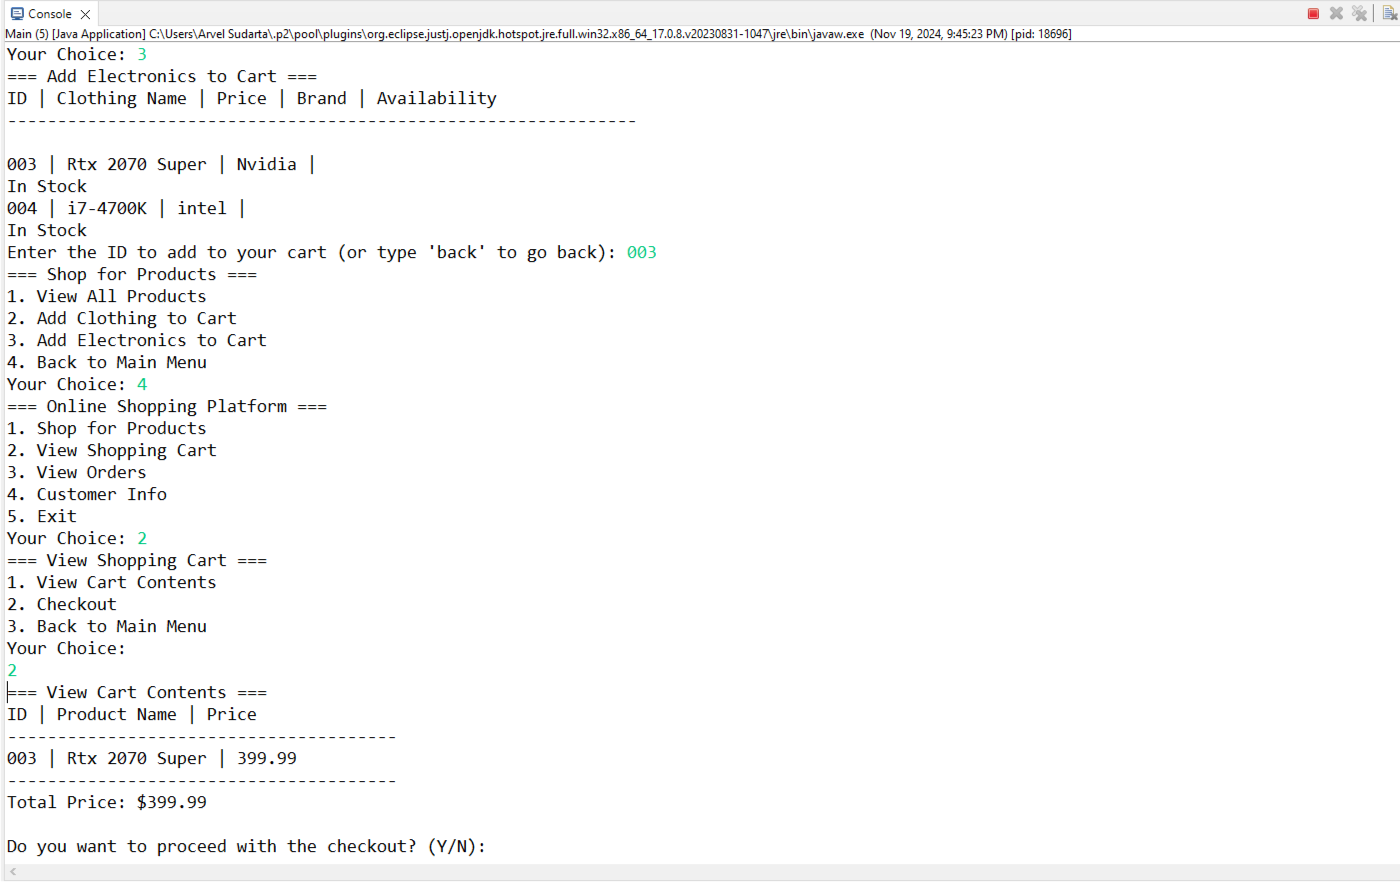 Console
Main (5) [Java Application] C:\Users\Arvel Sudarta\.p2\pool\plugins\org.eclipse.justj.openjdk.hotspot.jre.full.win32.x86_64_17.0.8.v20230831-1047\jre\bin\javaw.exe (Nov 19, 2024, 9:45:23 PM) [pid: 18696]
Your Choice: 3
=== Add Electronics to Cart ===
ID | Clothing Name | Price | Brand | Availability
---------------------------------------------------------------
003 | Rtx 2070 Super | Nvidia |
In Stock
004 | i7-4700K | intel |
In Stock
Enter the ID to add to your cart (or type 'back' to go back): 003
=== Shop for Products ===
1. View All Products
2. Add Clothing to Cart
3. Add Electronics to Cart
4. Back to Main Menu
Your Choice: 4
=== Online Shopping Platform ===
1. Shop for Products
2. View Shopping Cart
3. View Orders
4. Customer Info
5. Exit
Your Choice: 2
=== View Shopping Cart ===
1. View Cart Contents
2. Checkout
3. Back to Main Menu
Your Choice:
2
=== View Cart Contents ===
ID | Product Name | Price
---------------------------------------
003 | Rtx 2070 Super | 399.99
---------------------------------------
Total Price: $399.99
Do you want to proceed with the checkout? (Y/N):